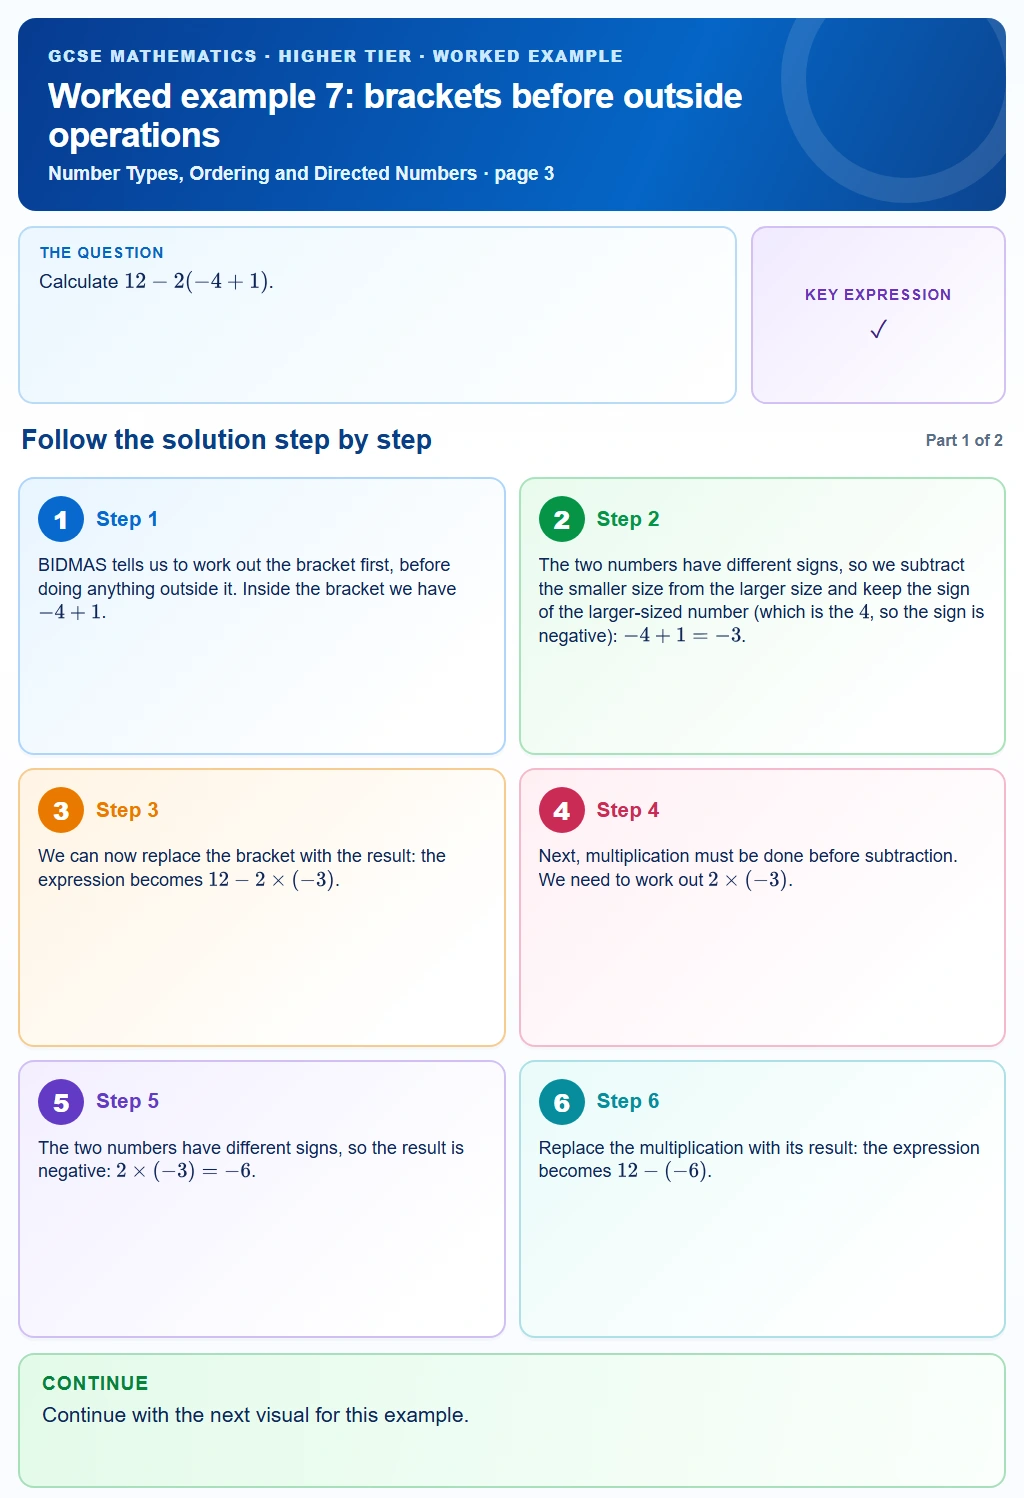 GCSE MATHEMATICS · HIGHER TIER · WORKED EXAMPLE
Worked example 7: brackets before outside
operations
Number Types, Ordering and Directed Numbers · page 3
THE QUESTION
Calculate 12 − 2(−4 + 1).
KEY EXPRESSION
✓
Follow the solution step by step
Part 1 of 2
1 Step 1
BIDMAS tells us to work out the bracket first, before
doing anything outside it. Inside the bracket we have
−4 + 1.
2 Step 2
The two numbers have different signs, so we subtract
the smaller size from the larger size and keep the sign
of the larger-sized number (which is the 4, so the sign is
negative): −4 + 1 = −3.
3 Step 3
We can now replace the bracket with the result: the
expression becomes 12 − 2 × (−3).
4 Step 4
Next, multiplication must be done before subtraction.
We need to work out 2 × (−3).
5 Step 5
The two numbers have different signs, so the result is
negative: 2 × (−3) = −6.
6 Step 6
Replace the multiplication with its result: the expression
becomes 12 − (−6).
CONTINUE
Continue with the next visual for this example.